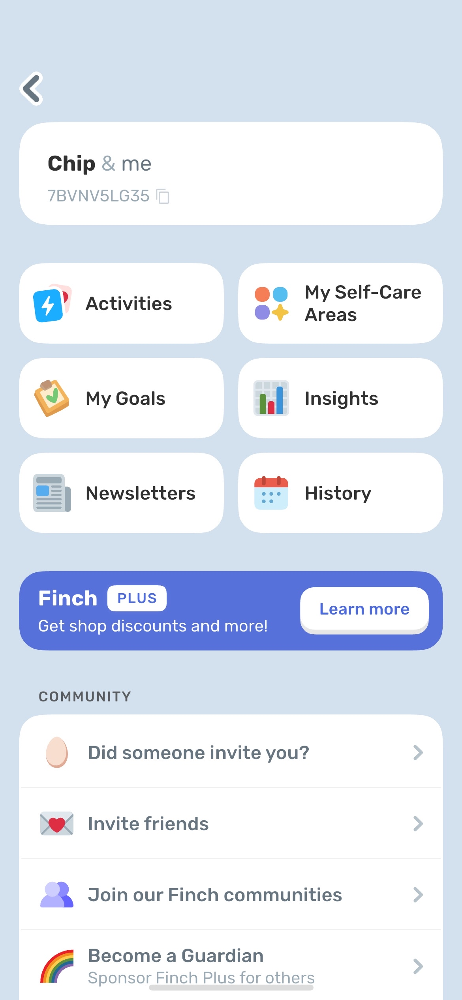 Chip & me
7BVNV5LG35
Activities
My Self-Care
Areas
My Goals
Insights
Newsletters
History
Finch PLUS
Get shop discounts and more!
Learn more
COMMUNITY
Did someone invite you?
Invite friends
Join our Finch communities
Become a Guardian
Sponsor Finch Plus for others